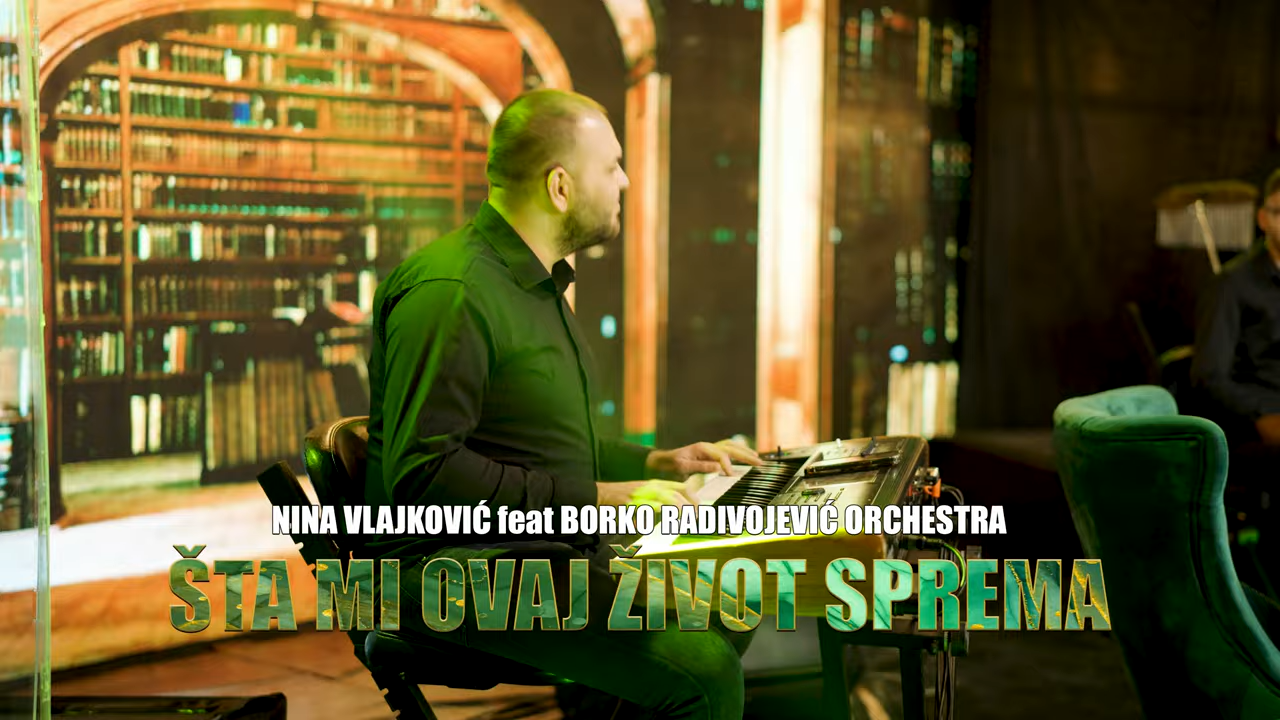 NINA VLAJKOVIĆ feat BORKO RADIVOJEVIĆ ORCHESTRA
ŠTA MI OVAJ ŽIVOT SPREMA